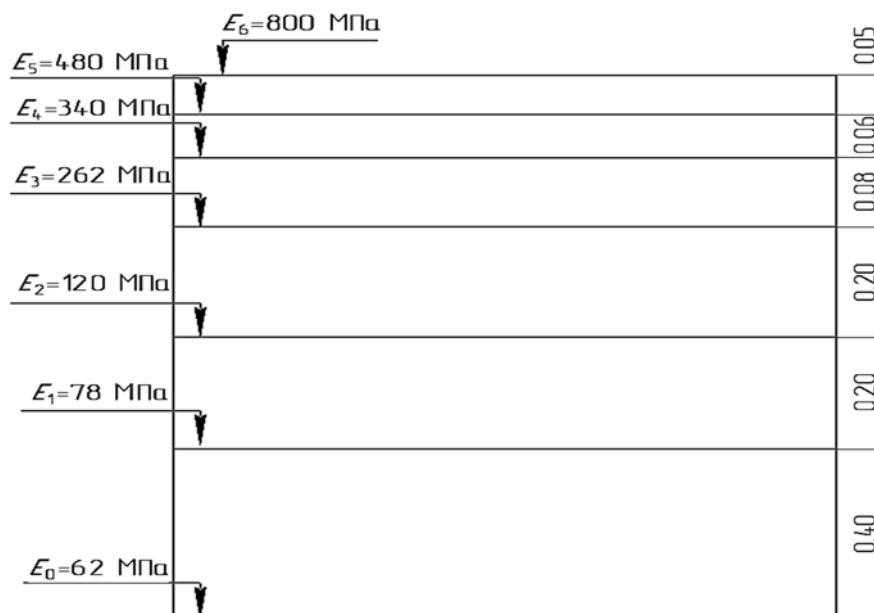 E₆=800 МПа
0.05
E₅=480 МПа
E₄=340 МПа
0.06
E₃=262 МПа
0.08
E₂=120 МПа
0.20
E₁=78 МПа
0.20
0.40
E₀=62 МПа